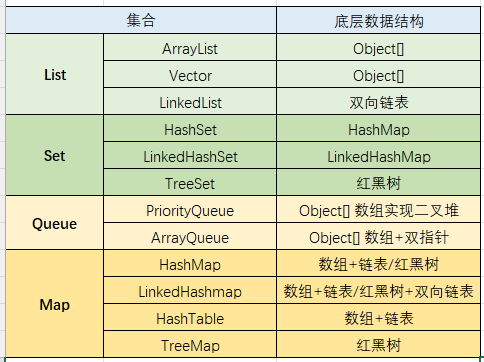 集合 底层数据结构
List
ArrayList Object[]
Vector Object[]
LinkedList 双向链表
Set
HashSet HashMap
LinkedHashSet LinkedHashMap
TreeSet 红黑树
Queue
PriorityQueue Object[] 数组实现二叉堆
ArrayQueue Object[] 数组+双指针
Map
HashMap 数组+链表/红黑树
LinkedHashmap 数组+链表/红黑树+双向链表
HashTable 数组+链表
TreeMap 红黑树